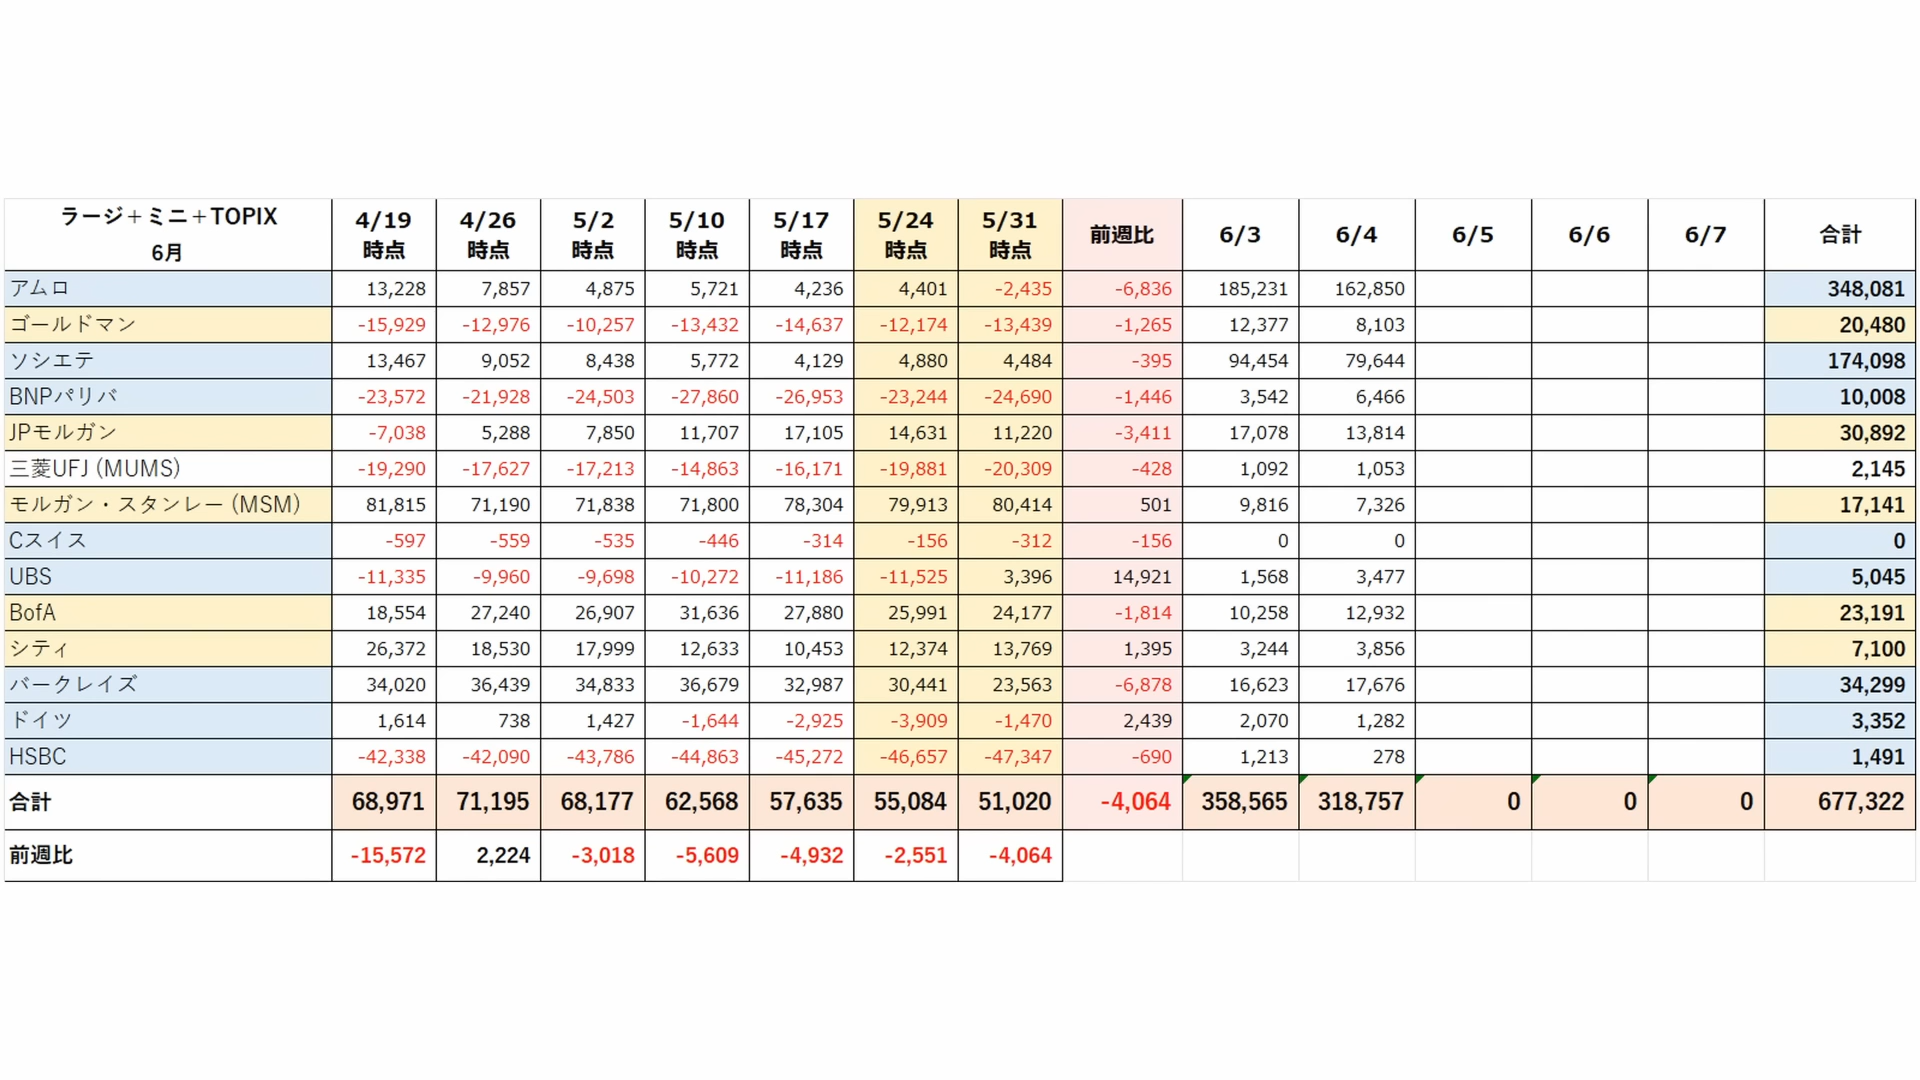 ラージ+ミニ+TOPIX 6月 4/19時点 4/26時点 5/2時点 5/10時点 5/17時点 5/24時点 5/31時点 前週比 6/3 6/4 6/5 6/6 6/7 合計
アムロ 13,228 7,857 4,875 5,721 4,236 4,401 -2,435 -6,836 185,231 162,850 348,081
ゴールドマン -15,929 -12,976 -10,257 -13,432 -14,637 -12,174 -13,439 -1,265 12,377 8,103 20,480
ソシエテ 13,467 9,052 8,438 5,772 4,129 4,880 4,484 -395 94,454 79,644 174,098
BNPパリバ -23,572 -21,928 -24,503 -27,860 -26,953 -23,244 -24,690 -1,446 3,542 6,466 10,008
JPモルガン -7,038 5,288 7,850 11,707 17,105 14,631 11,220 -3,411 17,078 13,814 30,892
三菱UFJ (MUMS) -19,290 -17,627 -17,213 -14,863 -16,171 -19,881 -20,309 -428 1,092 1,053 2,145
モルガン・スタンレー (MSM) 81,815 71,190 71,838 71,800 78,304 79,913 80,414 501 9,816 7,326 17,141
Cスイス -597 -559 -535 -446 -314 -156 -312 -156 0 0 0
UBS -11,335 -9,960 -9,698 -10,272 -11,186 -11,525 3,396 14,921 1,568 3,477 5,045
BofA 18,554 27,240 26,907 31,636 27,880 25,991 24,177 -1,814 10,258 12,932 23,191
シティ 26,372 18,530 17,999 12,633 10,453 12,374 13,769 1,395 3,244 3,856 7,100
バークレイズ 34,020 36,439 34,833 36,679 32,987 30,441 23,563 -6,878 16,623 17,676 34,299
ドイツ 1,614 738 1,427 -1,644 -2,925 -3,909 -1,470 2,439 2,070 1,282 3,352
HSBC -42,338 -42,090 -43,786 -44,863 -45,272 -46,657 -47,347 -690 1,213 278 1,491
合計 68,971 71,195 68,177 62,568 57,635 55,084 51,020 -4,064 358,565 318,757 0 0 0 677,322
前週比 -15,572 2,224 -3,018 -5,609 -4,932 -2,551 -4,064